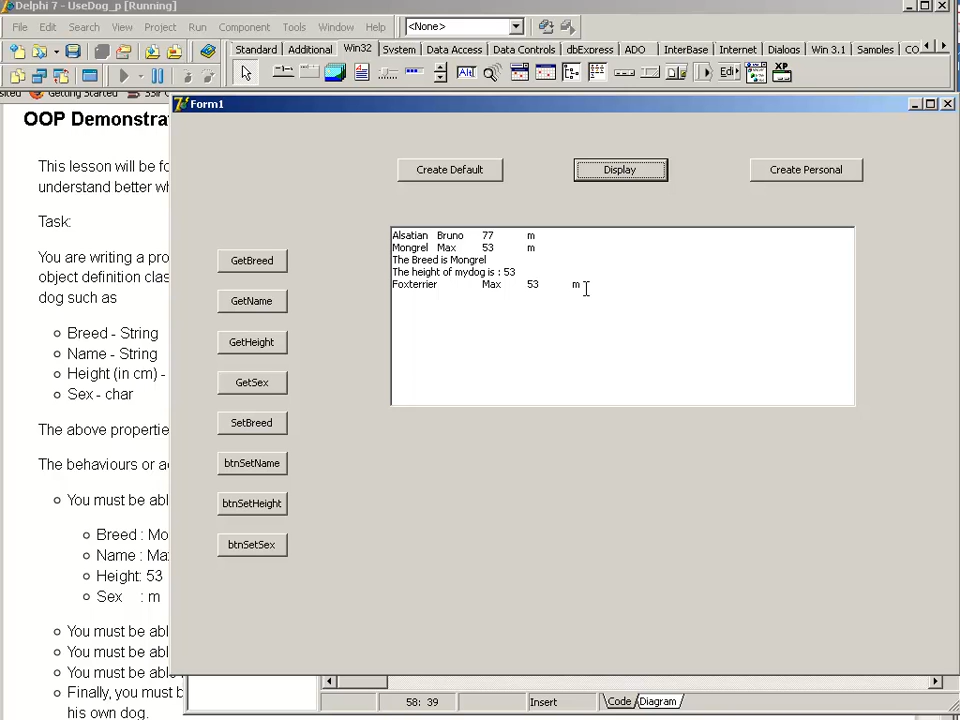 Delphi 7 - UseDog_p [Running]
File Edit Search View Project Run Component Tools Window Help <None>
Standard Additional Win32 System Data Access Data Controls dbExpress ADO InterBase Internet Dialogs Win 3.1 Samples CO
Getting Started
Form1
OOP Demonstra
This lesson will be fo
understand better wh
Task:
You are writing a pro
object definition clas
dog such as
Breed - String
Name - String
Height (in cm) -
Sex - char
The above propertie
The behaviours or a
You must be abl
Breed : Mo
Name : Ma
Height: 53
Sex : m
You must be abl
You must be abl
You must be abl
Finally, you must b
his own dog.
Create Default
Display
Create Personal
GetBreed
GetName
GetHeight
GetSex
SetBreed
btnSetName
btnSetHeight
btnSetSex
Alsatian Bruno 77 m
Mongrel Max 53 m
The Breed is Mongrel
The height of mydog is : 53
Foxterrier Max 53 m
58: 39 Insert Code Diagram